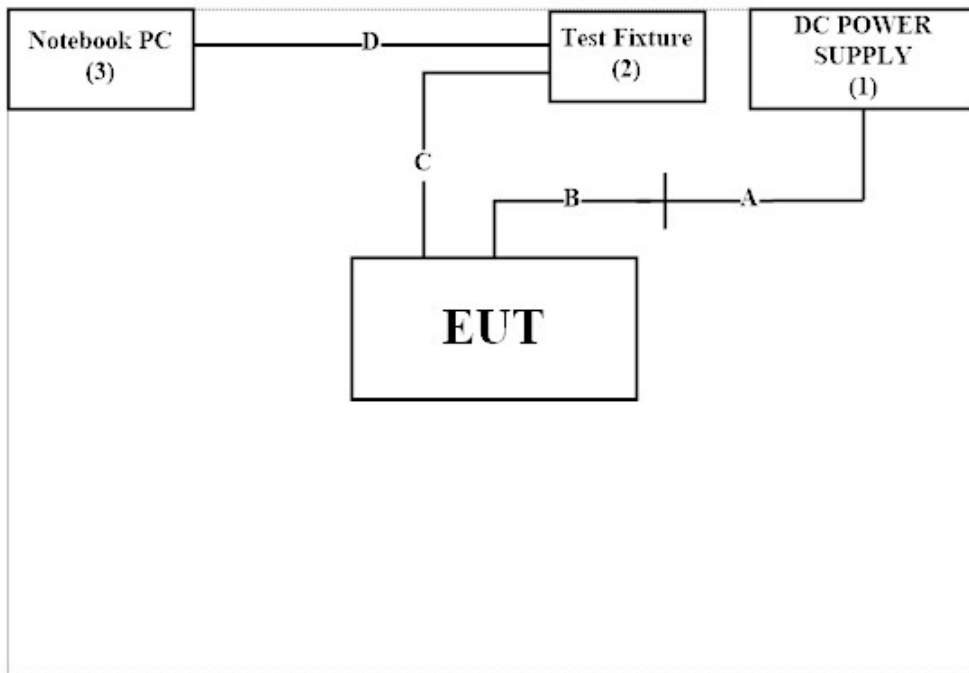 Notebook PC
(3)
D
Test Fixture
(2)
DC POWER
SUPPLY
(1)
C
B
A
EUT